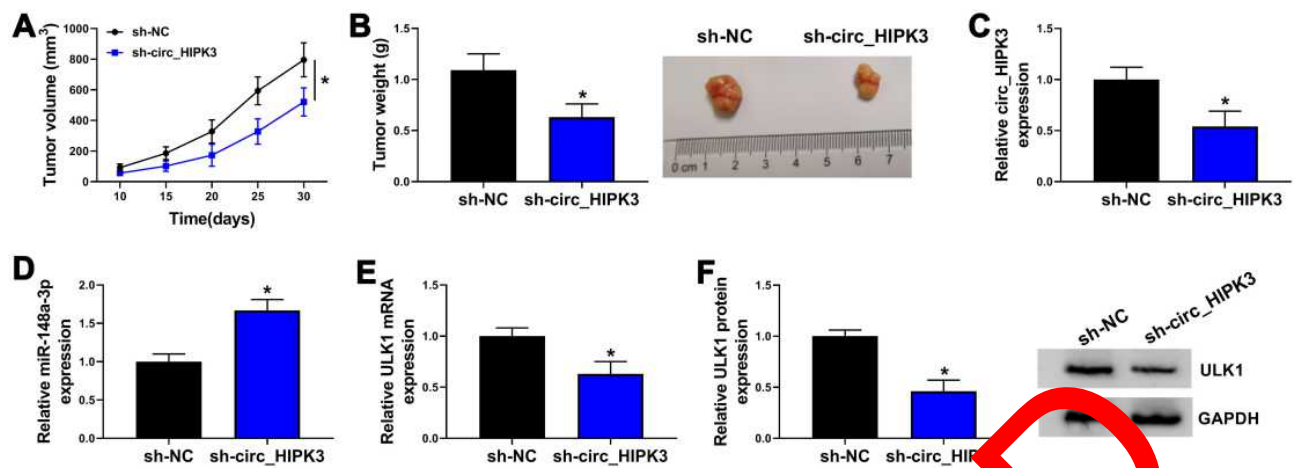 A
Tumor volume (mm3)
sh-NC
sh-circ_HIPK3
1000
800
600
400
200
0
*
10 15 20 25 30
Time(days)
B
Tumor weight (g)
1.5
1.0
0.5
0.0
*
sh-NC sh-circ_HIPK3
sh-NC sh-circ_HIPK3
0 cm 1 2 3 4 5 6 7
C
Relative circ_HIPK3
expression
1.5
1.0
0.5
0.0
*
sh-NC sh-circ_HIPK3
D
Relative miR-148a-3p
expression
2.0
1.5
1.0
0.5
0.0
*
sh-NC sh-circ_HIPK3
E
Relative ULK1 mRNA
expression
1.5
1.0
0.5
0.0
*
sh-NC sh-circ_HIPK3
F
Relative ULK1 protein
expression
1.5
1.0
0.5
0.0
*
sh-NC
sh-NC sh-circ_HIPK3
ULK1
GAPDH